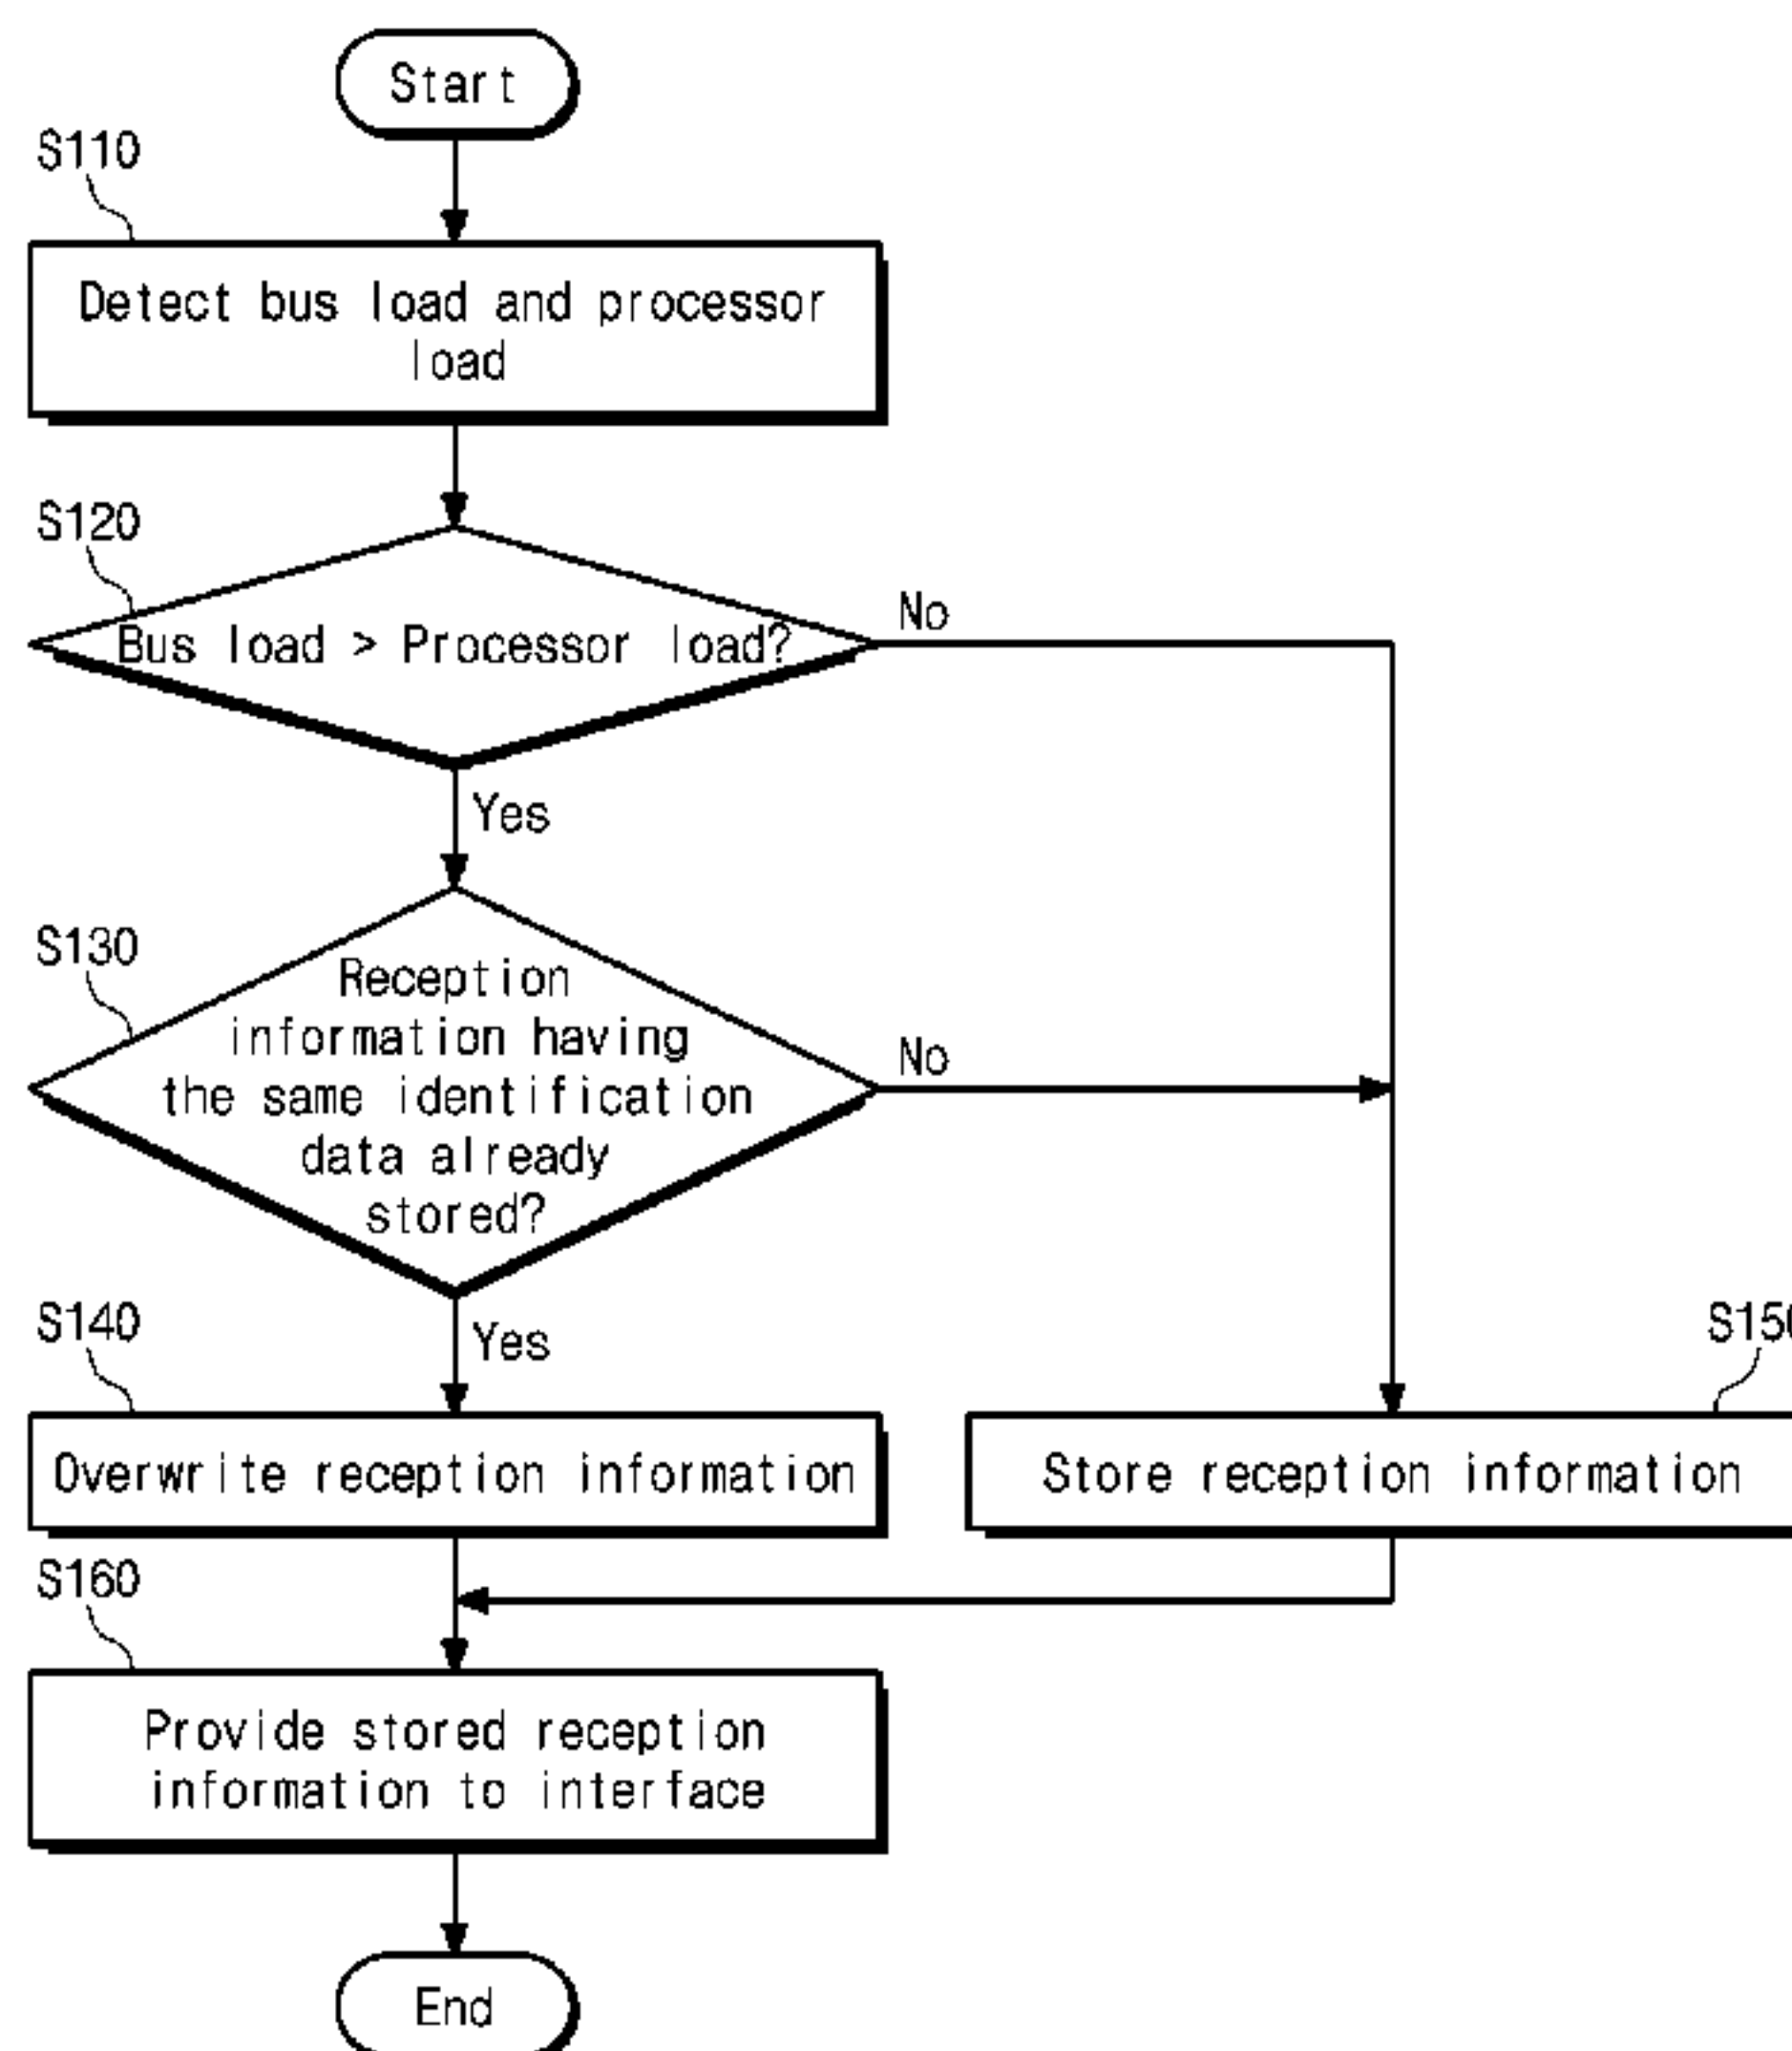 Start
S110
Detect bus load and processor
load
S120
Bus load > Processor load?
No
Yes
S130
Reception
information having
the same identification
data already
stored?
No
Yes
S140
Overwrite reception information
S150
Store reception information
S160
Provide stored reception
information to interface
End